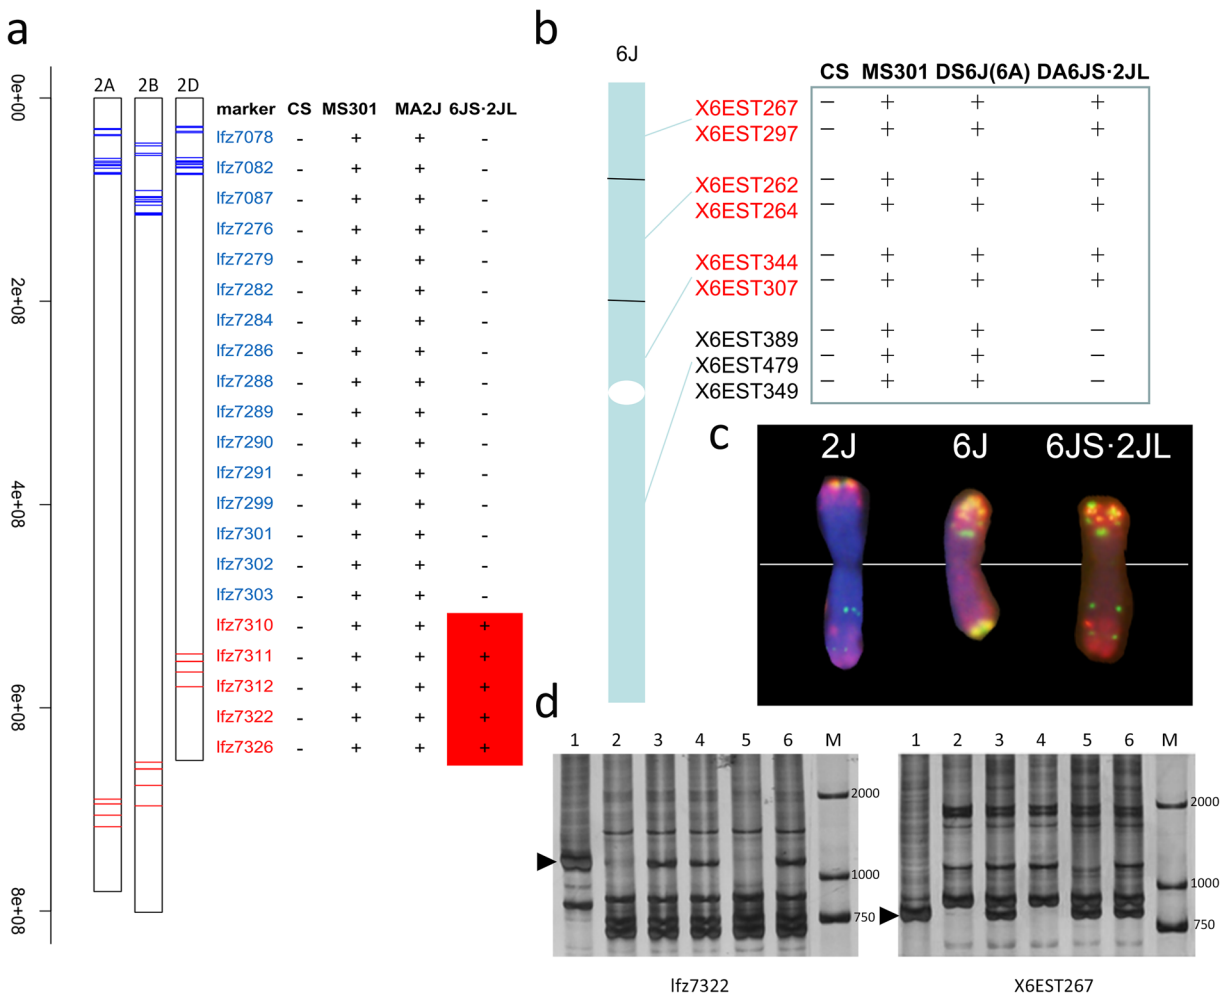 a
0e+00
2e+08
4e+08
6e+08
8e+08
2A 2B 2D
marker CS MS301 MA2J 6JS·2JL
lfz7078 - + + -
lfz7082 - + + -
lfz7087 - + + -
lfz7276 - + + -
lfz7279 - + + -
lfz7282 - + + -
lfz7284 - + + -
lfz7286 - + + -
lfz7288 - + + -
lfz7289 - + + -
lfz7290 - + + -
lfz7291 - + + -
lfz7299 - + + -
lfz7301 - + + -
lfz7302 - + + -
lfz7303 - + + -
lfz7310 - + + +
lfz7311 - + + +
lfz7312 - + + +
lfz7322 - + + +
lfz7326 - + + +
b
6J
CS MS301 DS6J(6A) DA6JS·2JL
X6EST267 − + + +
X6EST297 − + + +
X6EST262 − + + +
X6EST264 − + + +
X6EST344 − + + +
X6EST307 − + + +
X6EST389 − + + −
X6EST479 − + + −
X6EST349 − + + −
c
2J 6J 6JS·2JL
d
1 2 3 4 5 6 M
2000
1000
750
lfz7322
1 2 3 4 5 6 M
2000
1000
750
X6EST267